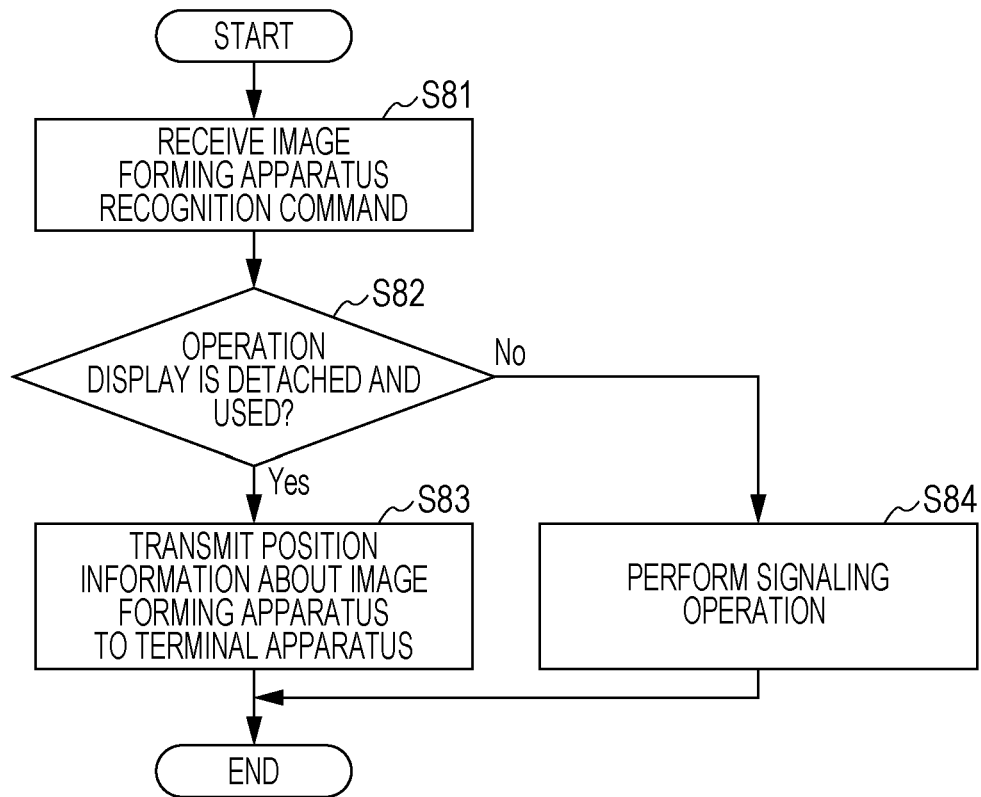 START
S81
RECEIVE IMAGE
FORMING APPARATUS
RECOGNITION COMMAND
S82
OPERATION
DISPLAY IS DETACHED AND
USED?
No
Yes
S83
TRANSMIT POSITION
INFORMATION ABOUT IMAGE
FORMING APPARATUS
TO TERMINAL APPARATUS
S84
PERFORM SIGNALING
OPERATION
END